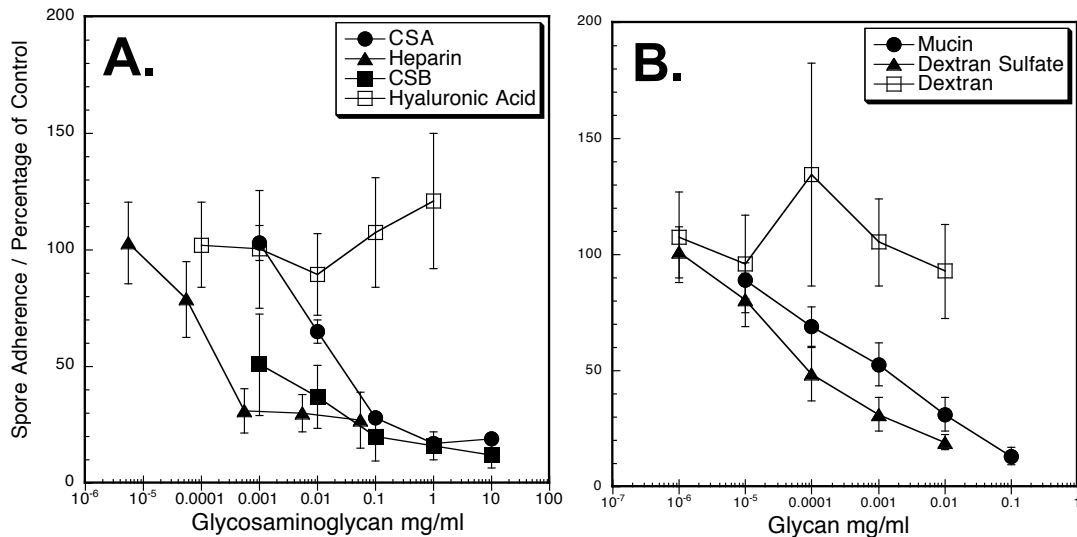 A.
CSA
Heparin
CSB
Hyaluronic Acid
200
150
100
50
0
Spore Adherence / Percentage of Control
10-6 10-5 0.0001 0.001 0.01 0.1 1 10 100
Glycosaminoglycan mg/ml
B.
Mucin
Dextran Sulfate
Dextran
200
150
100
50
0
10-7 10-6 10-5 0.0001 0.001 0.01 0.1 1
Glycan mg/ml